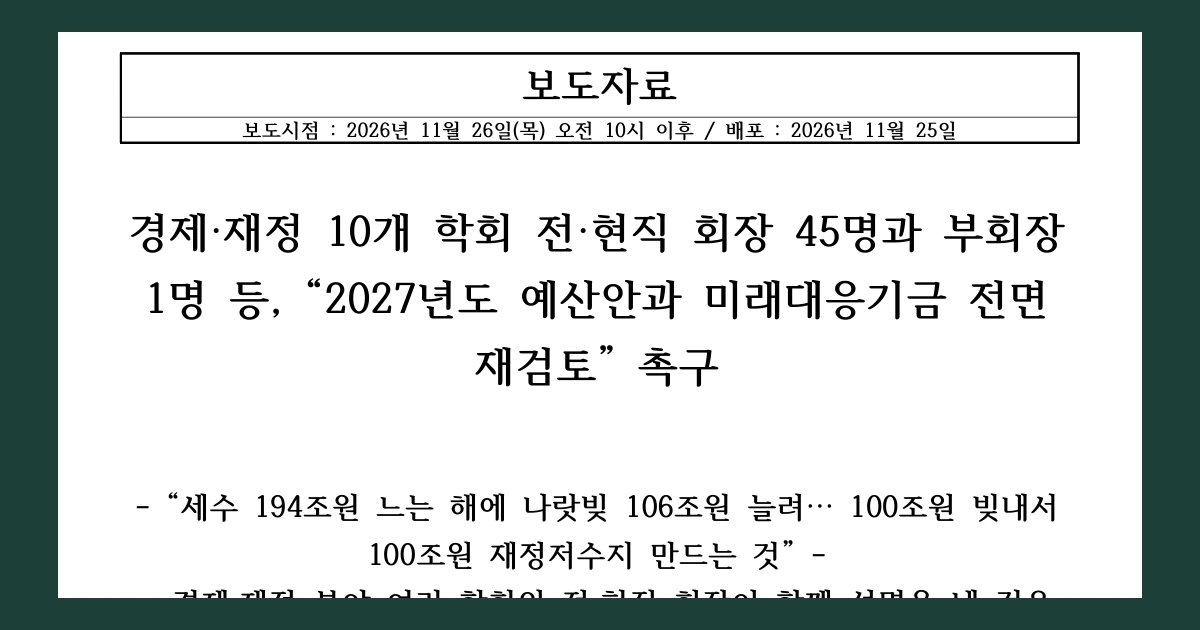 보도자료
보도시점 : 2026년 11월 26일(목) 오전 10시 이후 / 배포 : 2026년 11월 25일
경제·재정 10개 학회 전·현직 회장 45명과 부회장
1명 등, “2027년도 예산안과 미래대응기금 전면
재검토” 촉구
- “세수 194조원 느는 해에 나랏빚 106조원 늘려… 100조원 빚내서
100조원 재정저수지 만드는 것” -